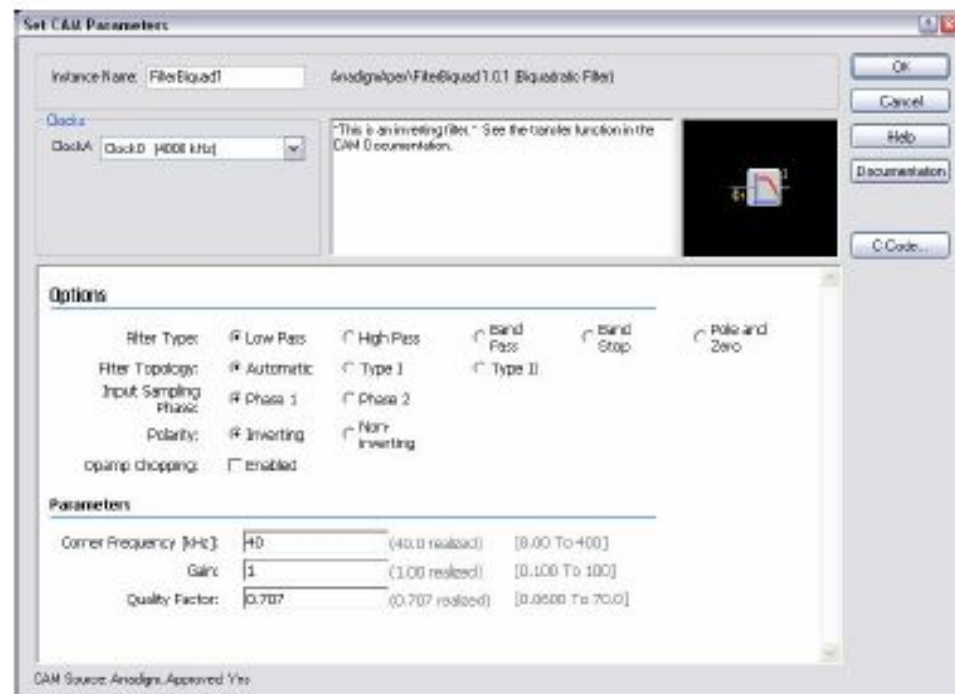 Set CAM Parameters
Instance Name: FilterBiquad1
Anadigm\Apex\FilterBiquad 1.0.1 (Biquadratic Filter)
OK
Cancel
Help
Documentation
C Code...
Clocks
ClockA Clock0 (4000 kHz)
"This is an inverting filter." See the transfer function in the
CAM Documentation.
Options
Filter Type: Low Pass High Pass Band Pass Band Stop Pole and Zero
Filter Topology: Automatic Type I Type II
Input Sampling Phase: Phase 1 Phase 2
Polarity: Inverting Non-inverting
Opamp Chopping: Enabled
Parameters
Corner Frequency [kHz]: 40 (40.0 realized) [8.00 To 400]
Gain: 1 (1.00 realized) [0.100 To 100]
Quality Factor: 0.707 (0.707 realized) [0.0600 To 70.0]
CAM Source: Anadigm, Approved: Yes